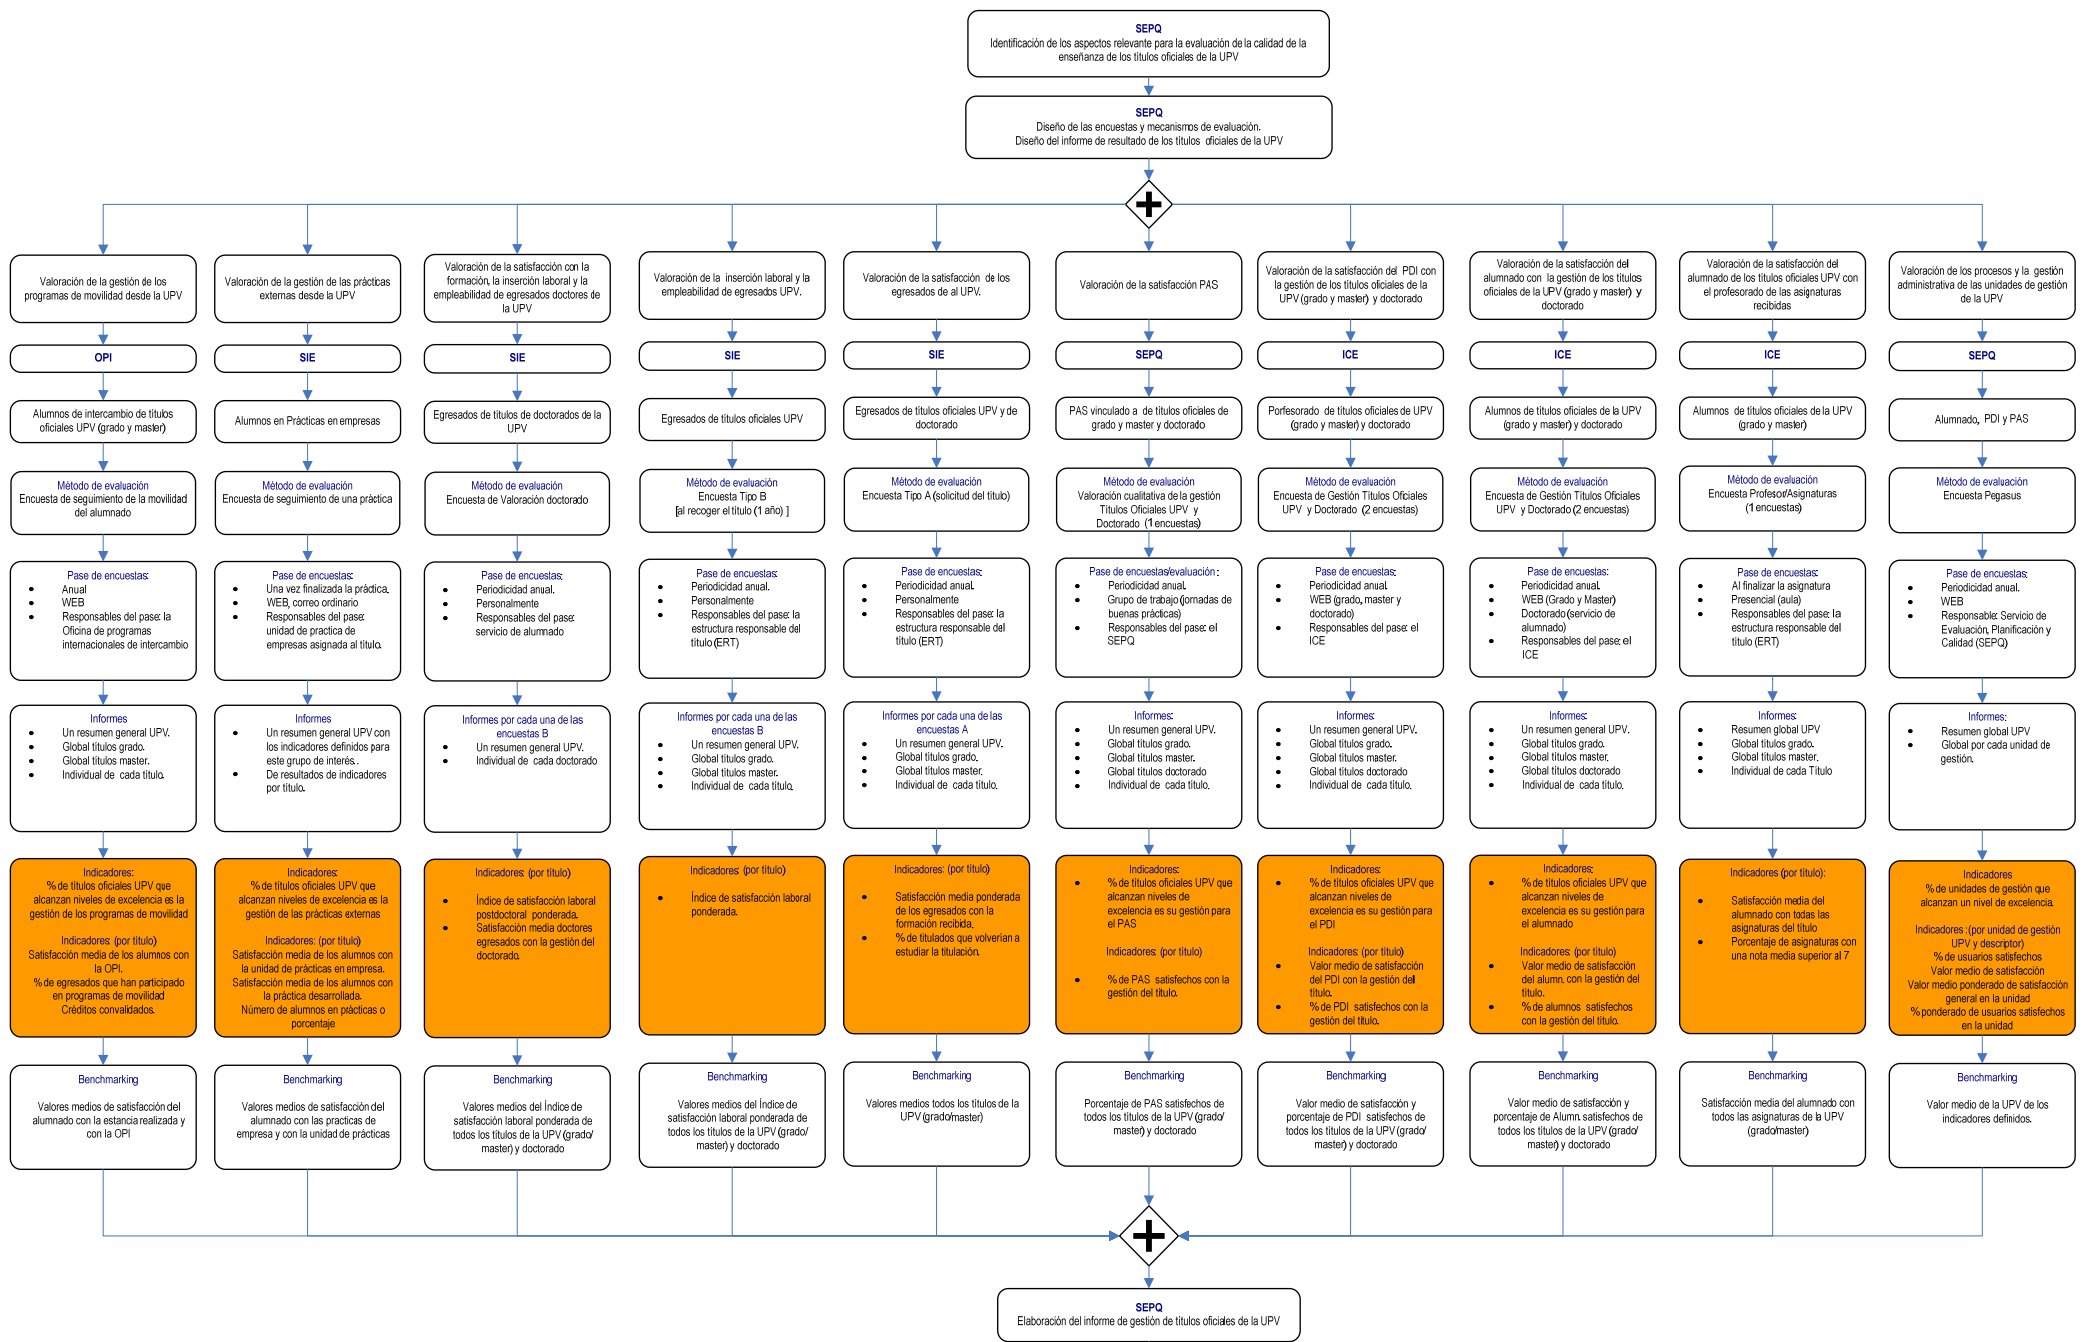 SEPQ
Identificación de los aspectos relevante para la evaluación de la calidad de la
enseñanza de los títulos oficiales de la UPV
SEPQ
Diseño de las encuestas y mecanismos de evaluación.
Diseño del informe de resultado de los títulos oficiales de la UPV
Valoración de la gestión de los
programas de movilidad desde la UPV
OPI
Alumnos de intercambio de títulos
oficiales UPV (grado y master)
Método de evaluación
Encuesta de seguimiento de la movilidad
del alumnado
Pase de encuestas:
• Anual
• WEB
• Responsables del pase: la
Oficina de programas
internacionales de intercambio
Informes
• Un resumen general UPV.
• Global títulos grado.
• Global títulos master.
• Individual de cada título.
Indicadores:
% de títulos oficiales UPV que
alcanzan niveles de excelencia es la
gestión de los programas de movilidad
Indicadores: (por título)
Satisfacción media de los alumnos con
la OPI.
% de egresados que han participado
en programas de movilidad
Créditos convalidados.
Benchmarking
Valores medios de satisfacción del
alumnado con la estancia realizada y
con la OPI
Valoración de la gestión de las prácticas
externas desde la UPV
SIE
Alumnos en Prácticas en empresas
Método de evaluación
Encuesta de seguimiento de una práctica
Pase de encuestas:
• Una vez finalizada la práctica.
• WEB, correo ordinario
• Responsables del pase:
unidad de practica de
empresas asignada al título.
Informes
• Un resumen general UPV con
los indicadores definidos para
este grupo de interés. .
• De resultados de indicadores
por título.
Indicadores:
% de títulos oficiales UPV que
alcanzan niveles de excelencia es la
gestión de las prácticas externas
Indicadores: (por título)
Satisfacción media de los alumnos con
la unidad de prácticas en empresa.
Satisfacción media de los alumnos con
la práctica desarrollada.
Número de alumnos en prácticas o
porcentaje
Benchmarking
Valores medios de satisfacción del
alumnado con las practicas de
empresa y con la unidad de prácticas
Valoración de la satisfacción con la
formación, la inserción laboral y la
empleabilidad de egresados doctores de
la UPV
SIE
Egresados de títulos de doctorados de la
UPV
Método de evaluación
Encuesta de Valoración doctorado
Pase de encuestas:
• Periodicidad anual.
• Personalmente
• Responsables del pase:
servicio de alumnado
Informes por cada una de las
encuestas B
• Un resumen general UPV.
• Individual de cada doctorado
Indicadores: (por título)
• Índice de satisfacción laboral
postdoctoral ponderada.
• Satisfacción media doctores
egresados con la gestión del
doctorado.
Benchmarking
Valores medios del Índice de
satisfacción laboral ponderada de
todos los títulos de la UPV (grado/
master) y doctorado
Valoración de la inserción laboral y la
empleabilidad de egresados UPV.
SIE
Egresados de títulos oficiales UPV
Método de evaluación
Encuesta Tipo B
[al recoger el título (1 año) ]
Pase de encuestas:
• Periodicidad anual.
• Personalmente
• Responsables del pase: la
estructura responsable del
título (ERT)
Informes por cada una de las
encuestas B
• Un resumen general UPV.
• Global títulos grado.
• Global títulos master.
• Individual de cada título.
Indicadores: (por título)
• Índice de satisfacción laboral
ponderada.
Benchmarking
Valores medios del Índice de
satisfacción laboral ponderada de
todos los títulos de la UPV (grado/
master) y doctorado
Valoración de la satisfacción de los
egresados de al UPV.
SIE
Egresados de títulos oficiales UPV y de
doctorado
Método de evaluación
Encuesta Tipo A (solicitud del título)
Pase de encuestas:
• Periodicidad anual.
• Personalmente
• Responsables del pase: la
estructura responsable del
título (ERT)
Informes por cada una de las
encuestas A
• Un resumen general UPV.
• Global títulos grado.
• Global títulos master.
• Individual de cada título.
Indicadores: (por título)
• Satisfacción media ponderada
de los egresados con la
formación recibida.
• % de titulados que volverían a
estudiar la titulación.
Benchmarking
Valores medios todos los títulos de la
UPV (grado/master)
Valoración de la satisfacción PAS
SEPQ
PAS vinculado a de títulos oficiales de
grado y master y doctorado
Método de evaluación
Valoración cualitativa de la gestión
Títulos Oficiales UPV y
Doctorado (1 encuestas)
Pase de encuestas/evaluación :
• Periodicidad anual.
• Grupo de trabajo (jornadas de
buenas prácticas)
• Responsables del pase: el
SEPQ
Informes:
• Un resumen general UPV.
• Global títulos grado.
• Global títulos master.
• Global títulos doctorado
• Individual de cada título.
Indicadores:
• % de títulos oficiales UPV que
alcanzan niveles de
excelencia es su gestión para
el PAS
Indicadores: (por título)
• % de PAS satisfechos con la
gestión del título.
Benchmarking
Porcentaje de PAS satisfechos de
todos los títulos de la UPV (grado/
master) y doctorado
Valoración de la satisfacción del PDI con
la gestión de los títulos oficiales de la
UPV (grado y master) y doctorado
ICE
Porfesorado de títulos oficiales de UPV
(grado y master) y doctorado
Método de evaluación
Encuesta de Gestión Títulos Oficiales
UPV y Doctorado (2 encuestas)
Pase de encuestas:
• Periodicidad anual.
• WEB (grado, master y
doctorado)
• Responsables del pase: el
ICE
Informes:
• Un resumen general UPV.
• Global títulos grado.
• Global títulos master.
• Global títulos doctorado
• Individual de cada título.
Indicadores:
• % de títulos oficiales UPV que
alcanzan niveles de
excelencia es su gestión para
el PDI
Indicadores: (por título)
• Valor medio de satisfacción
del PDI con la gestión del
título.
• % de PDI satisfechos con la
gestión del título.
Benchmarking
Valor medio de satisfacción y
porcentaje de PDI satisfechos de
todos los títulos de la UPV (grado/
master) y doctorado
Valoración de la satisfacción del
alumnado con la gestión de los títulos
oficiales de la UPV (grado y master) y
doctorado
ICE
Alumnos de títulos oficiales de la UPV
(grado y master) y doctorado
Método de evaluación
Encuesta de Gestión Títulos Oficiales
UPV y Doctorado (2 encuestas)
Pase de encuestas:
• Periodicidad anual.
• WEB (Grado y Master)
• Doctorado (servicio de
alumnado)
• Responsables del pase: el
ICE
Informes:
• Un resumen general UPV.
• Global títulos grado.
• Global títulos master.
• Global títulos doctorado
• Individual de cada título.
Indicadores:
• % de títulos oficiales UPV que
alcanzan niveles de
excelencia es su gestión para
el alumnado
Indicadores: (por título)
• Valor medio de satisfacción
del alumn. con la gestión del
título.
• % de alumnos satisfechos
con la gestión del título.
Benchmarking
Valor medio de satisfacción y
porcentaje de Alumn. satisfechos de
todos los títulos de la UPV (grado/
master) y doctorado
Valoración de la satisfacción del
alumnado de los títulos oficiales UPV con
el profesorado de las asignaturas
recibidas
ICE
Alumnos de títulos oficiales de la UPV
(grado y master)
Método de evaluación
Encuesta Profesor/Asignaturas
(1 encuestas)
Pase de encuestas:
• Al finalizar la asignatura
• Presencial (aula)
• Responsables del pase: la
estructura responsable del
título (ERT)
Informes:
• Resumen global UPV
• Global títulos grado.
• Global títulos master.
• Individual de cada Título
Indicadores (por título):
• Satisfacción media del
alumnado con todas las
asignaturas del título
• Porcentaje de asignaturas con
una nota media superior al 7
Benchmarking
Satisfacción media del alumnado con
todos las asignaturas de la UPV
(grado/master)
Valoración de los procesos y la gestión
administrativa de las unidades de gestión
de la UPV
SEPQ
Alumnado, PDI y PAS
Método de evaluación
Encuesta Pegasus
Pase de encuestas:
• Periodicidad anual.
• WEB
• Responsable: Servicio de
Evaluación, Planificación y
Calidad (SEPQ)
Informes:
• Resumen global UPV
• Global por cada unidad de
gestión.
Indicadores
% de unidades de gestión que
alcanzan un nivel de excelencia.
Indicadores :(por unidad de gestión
UPV y descriptor)
% de usuarios satisfechos
Valor medio de satisfacción
Valor medio ponderado de satisfacción
general en la unidad
% ponderado de usuarios satisfechos
en la unidad
Benchmarking
Valor medio de la UPV de los
indicadores definidos.
SEPQ
Elaboración del informe de gestión de títulos oficiales de la UPV